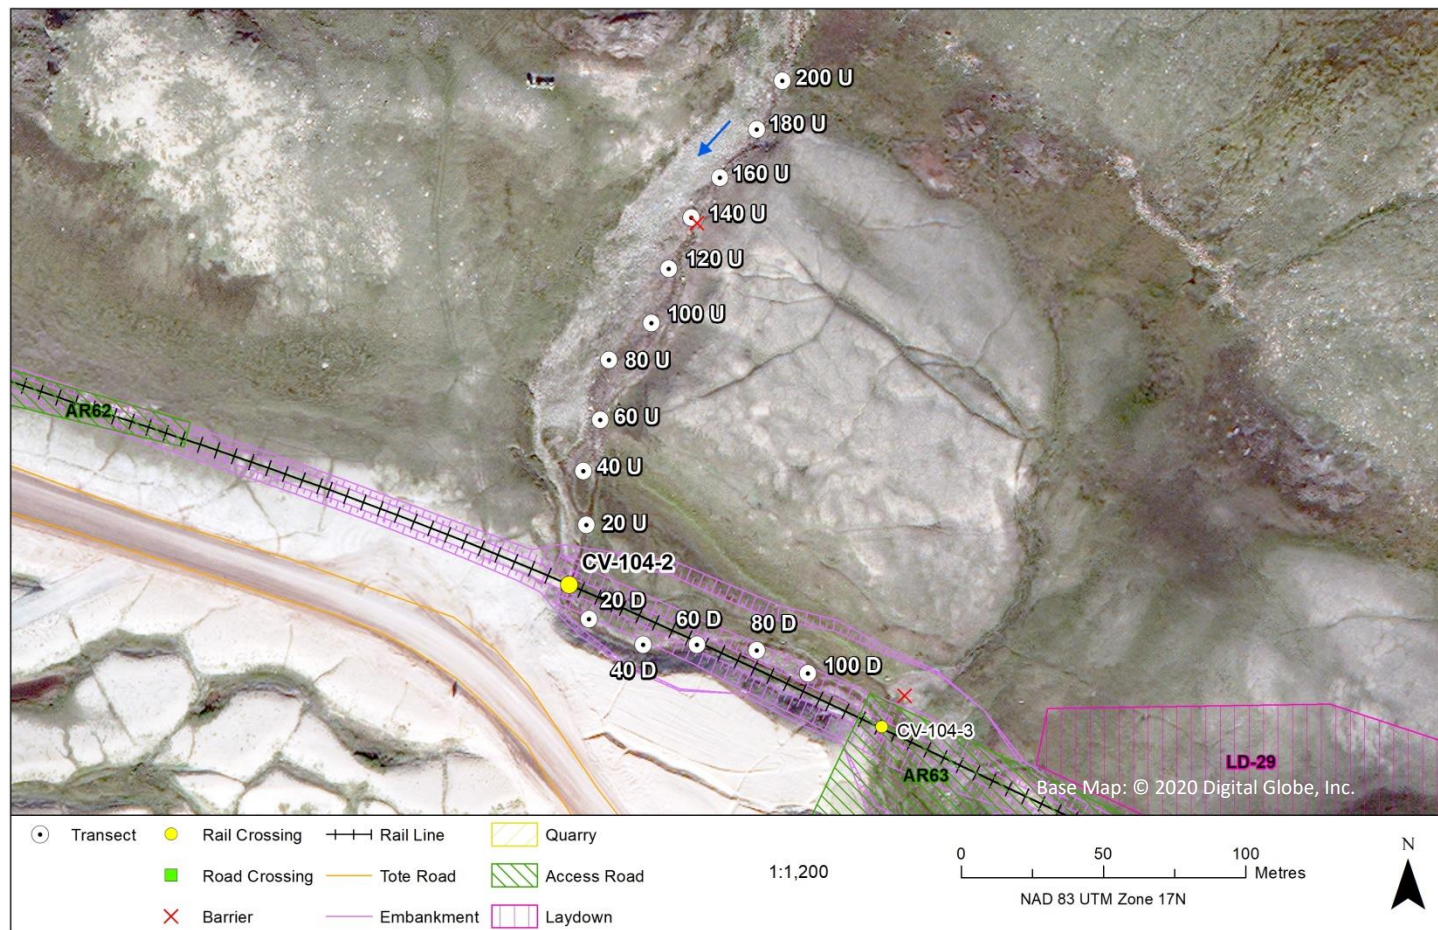 200 U
180 U
160 U
140 U
120 U
100 U
80 U
AR62
60 U
40 U
20 U
CV-104-2
20 D
60 D
80 D
40 D
100 D
CV-104-3
LD-29
AR63
Base Map: © 2020 Digital Globe, Inc.
Transect
Rail Crossing
Rail Line
Quarry
Road Crossing
Tote Road
Access Road
Barrier
Embankment
Laydown
1:1,200
0 50 100
Metres
NAD 83 UTM Zone 17N
N